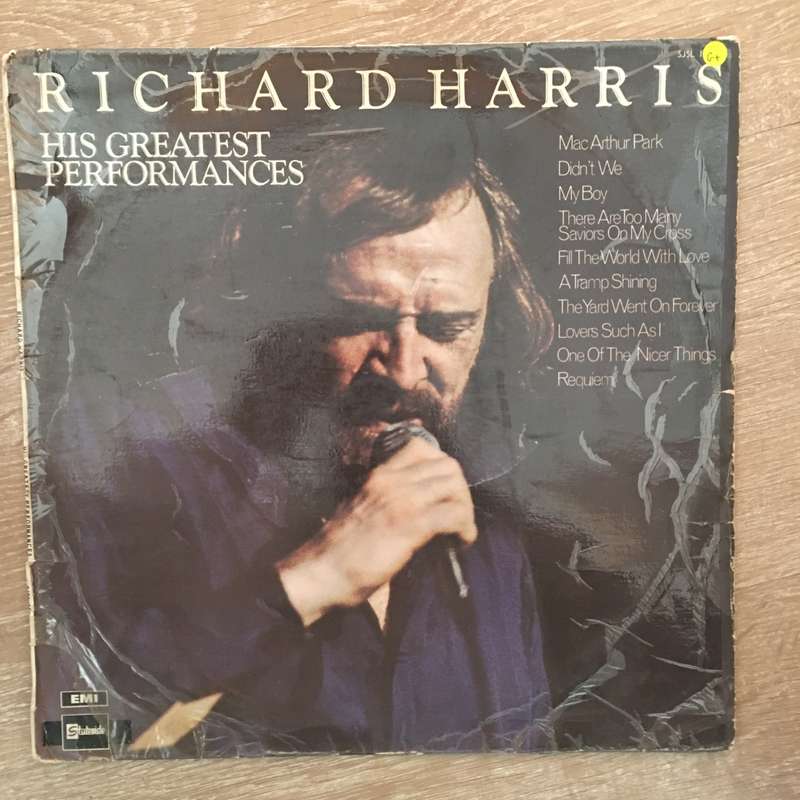 SJSL
G+
RICHARD HARRIS
HIS GREATEST
PERFORMANCES
Mac Arthur Park
Didn't We
My Boy
There Are Too Many
Saviors On My Cross
Fill The World With Love
A Tramp Shining
The Yard Went On Forever
Lovers Such As I
One Of The Nicer Things
Requiem
EMI
Stateside